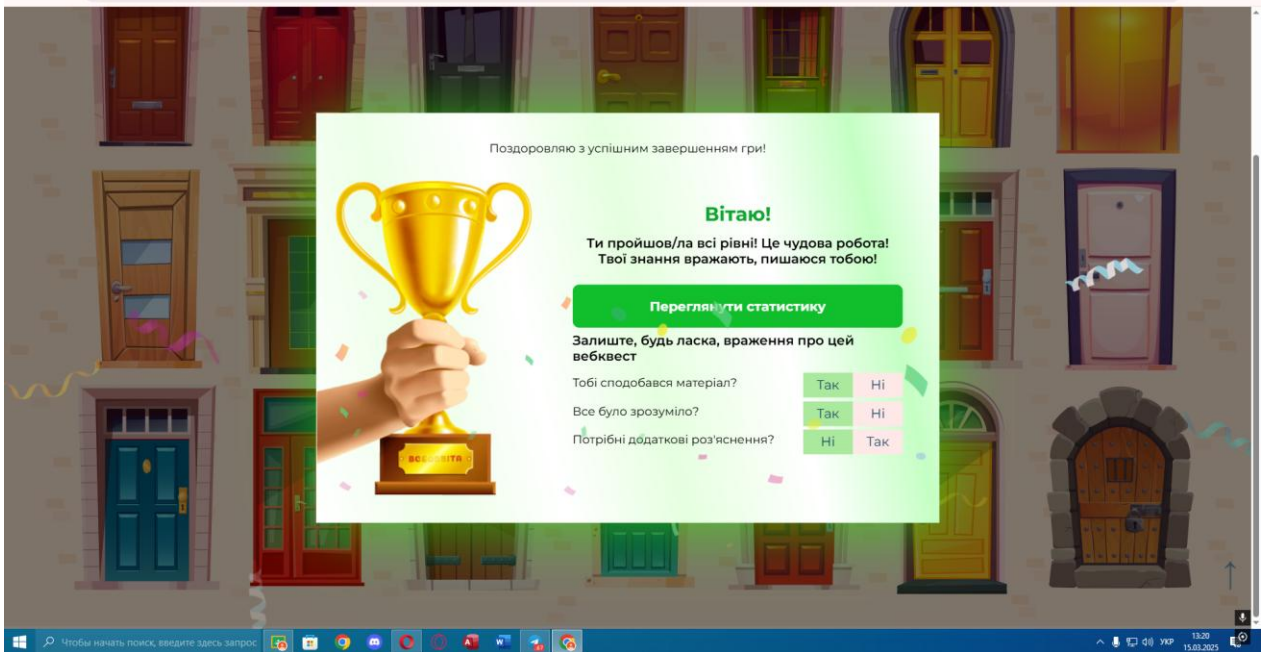 Поздоровляю з успішним завершенням гри!
Вітаю!
Ти пройшов/ла всі рівні! Це чудова робота!
Твої знання вражають, пишаюся тобою!
Переглянути статистику
Залиште, будь ласка, враження про цей
вебквест
Тобі сподобався матеріал? Так Ні
Все було зрозуміло? Так Ні
Потрібні додаткові роз'яснення? Ні Так
ВСЕОСВІТА
Чтобы начать поиск, введите здесь запрос
УКР
13:20
15.03.2025